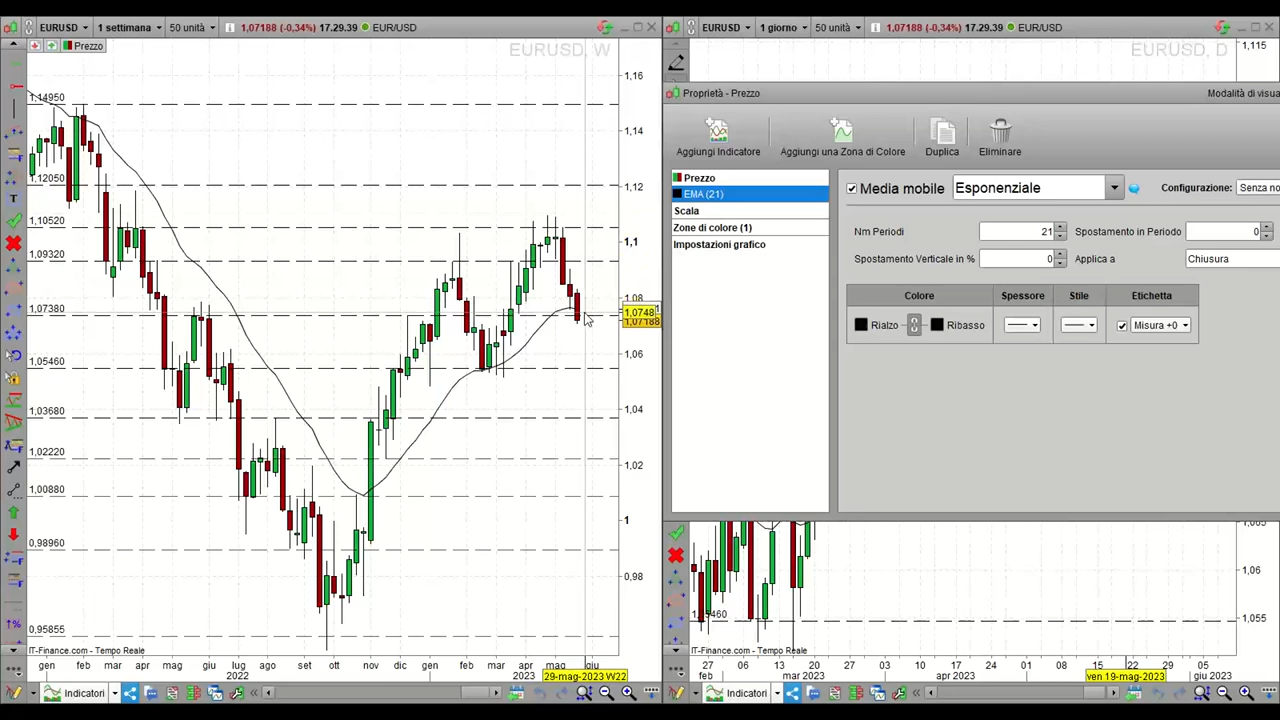 EURUSD 1 settimana 50 unità 1,07188 (-0,34%) 17.29.39 EUR/USD
Prezzo
EURUSD, W
1,16
1,14
1,12
1,1
1,08
1,0748
1,07188
1,06
1,04
1,02
1
0,98
1,14950
1,12050
1,10520
1,09320
1,07380
1,05460
1,03680
1,02220
1,00880
0,98960
0,95855
IT-Finance.com - Tempo Reale
gen feb mar apr mag giu lug ago set ott nov dic gen feb mar apr mag giu
2022 2023 29-mag-2023 W22
Indicatori
EURUSD 1 giorno 50 unità 1,07188 (-0,34%) 17.29.39 EUR/USD
EURUSD, D
1,115
Proprietà - Prezzo Modalità di visua
Aggiungi Indicatore Aggiungi una Zona di Colore Duplica Eliminare
Prezzo
EMA (21)
Scala
Zone di colore (1)
Impostazioni grafico
Media mobile Esponenziale Configurazione: Senza no
Nm Periodi 21 Spostamento in Periodo 0
Spostamento Verticale in % 0 Applica a Chiusura
Colore Spessore Stile Etichetta
Rialzo Ribasso Misura +0
1,065
1,06
1,055
IT-Finance.com - Tempo Reale
27 06 13 20 03 10 01 08 15 22 29 05
feb mar 2023 apr 2023 ven 19-mag-2023 giu 2023
Indicatori